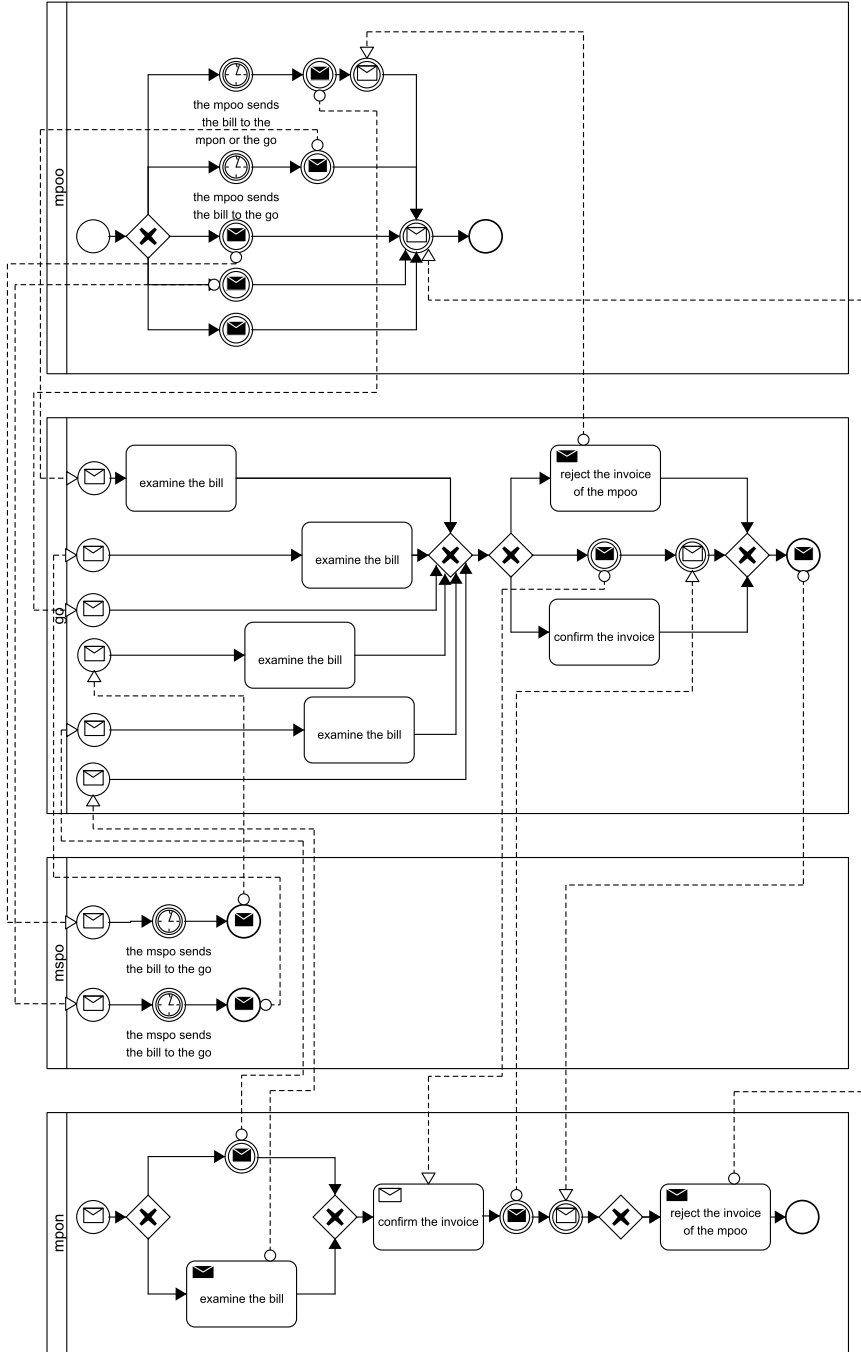 mpoo
the mpoo sends
the bill to the
mpon or the go
the mpoo sends
the bill to the go
go
examine the bill
examine the bill
examine the bill
examine the bill
reject the invoice
of the mpoo
confirm the invoice
mspo
the mspo sends
the bill to the go
the mspo sends
the bill to the go
mpon
examine the bill
confirm the invoice
reject the invoice
of the mpoo